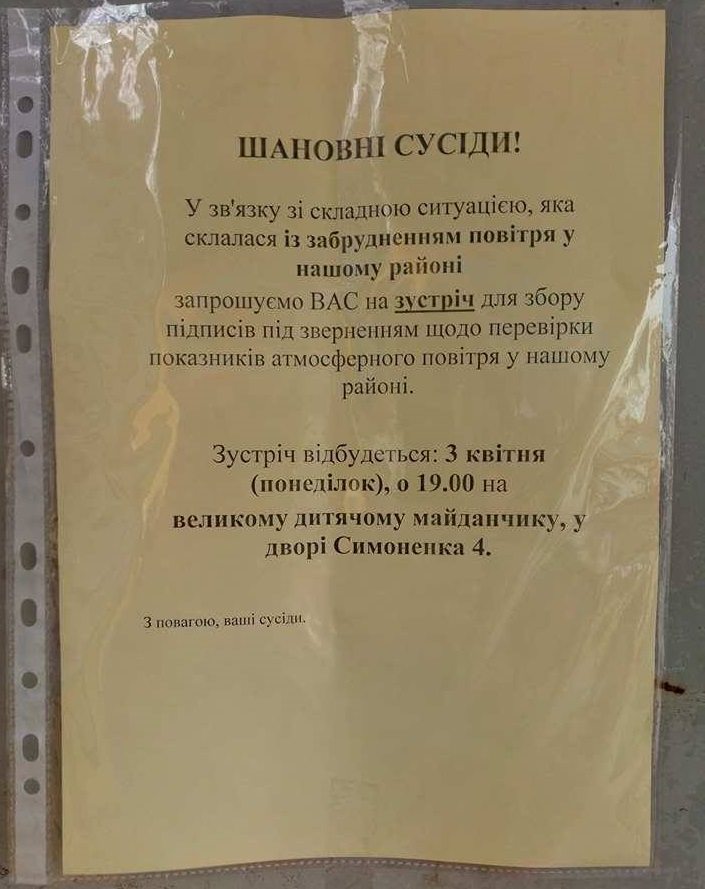 ШАНОВНІ СУСІДИ!
У зв'язку зі складною ситуацією, яка
склалася із забрудненням повітря у
нашому районі
запрошуємо ВАС на зустріч для збору
підписів під зверненням щодо перевірки
показників атмосферного повітря у нашому
районі.
Зустріч відбудеться: 3 квітня
(понеділок), о 19.00 на
великому дитячому майданчику, у
дворі Симоненка 4.
З повагою, ваші сусіди.